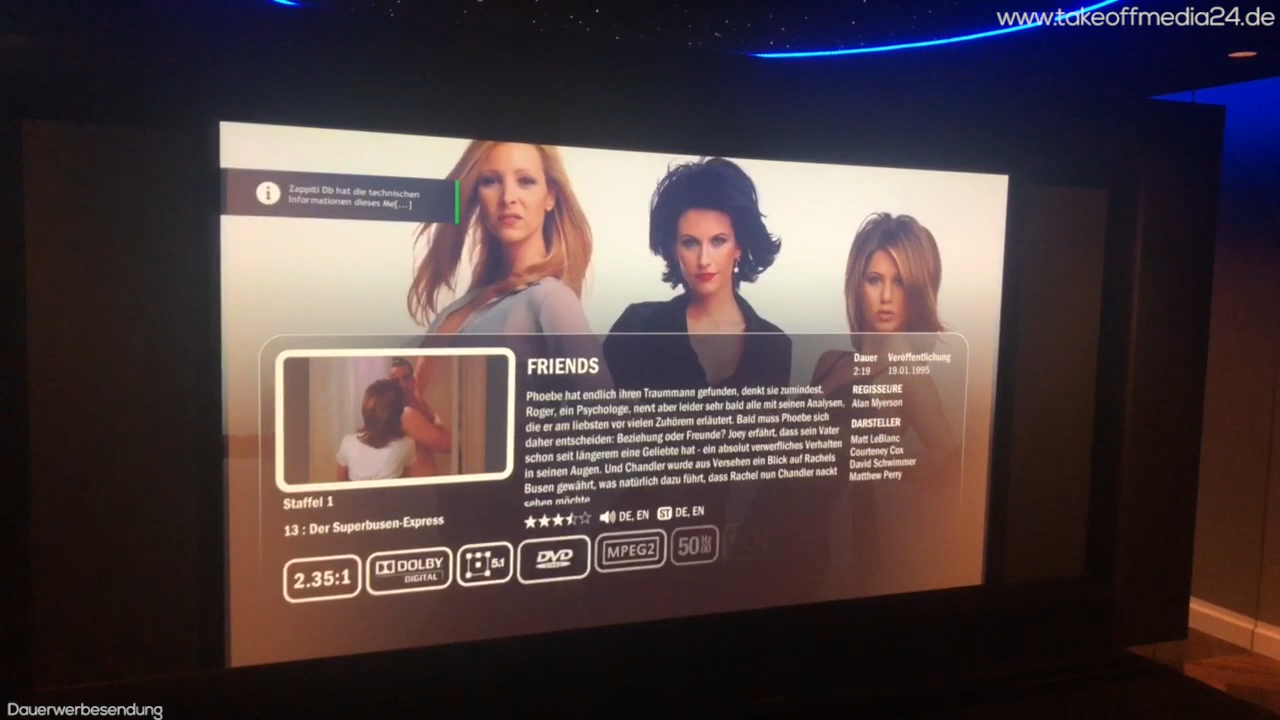 www.takeoffmedia24.de
Zappiti Db hat die technischen
Informationen dieses Me[...]
FRIENDS
Phoebe hat endlich ihren Traummann gefunden, denkt sie zumindest.
Roger, ein Psychologe, nervt aber leider sehr bald alle mit seinen Analysen,
die er am liebsten vor vielen Zuhörern erläutert. Bald muss Phoebe sich
daher entscheiden: Beziehung oder Freunde? Joey erfährt, dass sein Vater
schon seit längerem eine Geliebte hat - ein absolut verwerfliches Verhalten
in seinen Augen. Und Chandler wurde aus Versehen ein Blick auf Rachels
Busen gewährt, was natürlich dazu führt, dass Rachel nun Chandler nackt
sehen möchte
Dauer Veröffentlichung
2:19 19.01.1995
REGISSEURE
Alan Myerson
DARSTELLER
Matt LeBlanc
Courteney Cox
David Schwimmer
Matthew Perry
Staffel 1
13 : Der Superbusen-Express
DE, EN ST DE, EN
2.35:1 DOLBY DIGITAL 5.1 DVD VIDEO MPEG2 50 Hz
Dauerwerbesendung